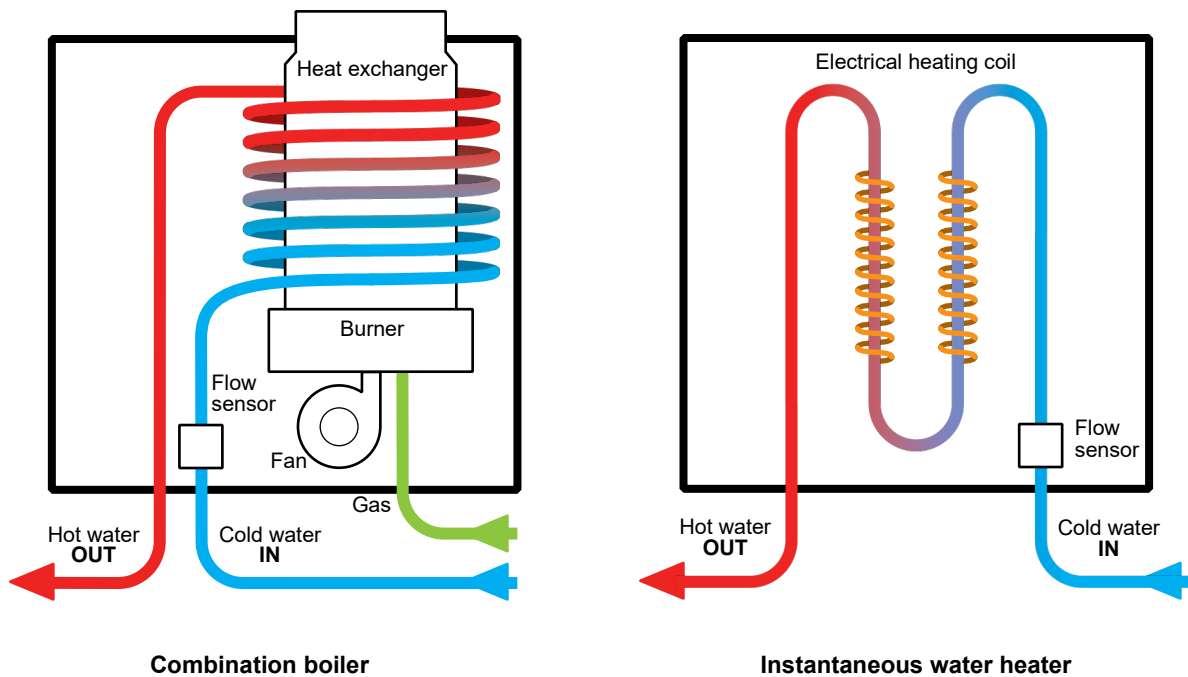 Heat exchanger
Burner
Flow
sensor
Fan
Gas
Hot water
OUT
Cold water
IN
Combination boiler
Electrical heating coil
Flow
sensor
Hot water
OUT
Cold water
IN
Instantaneous water heater